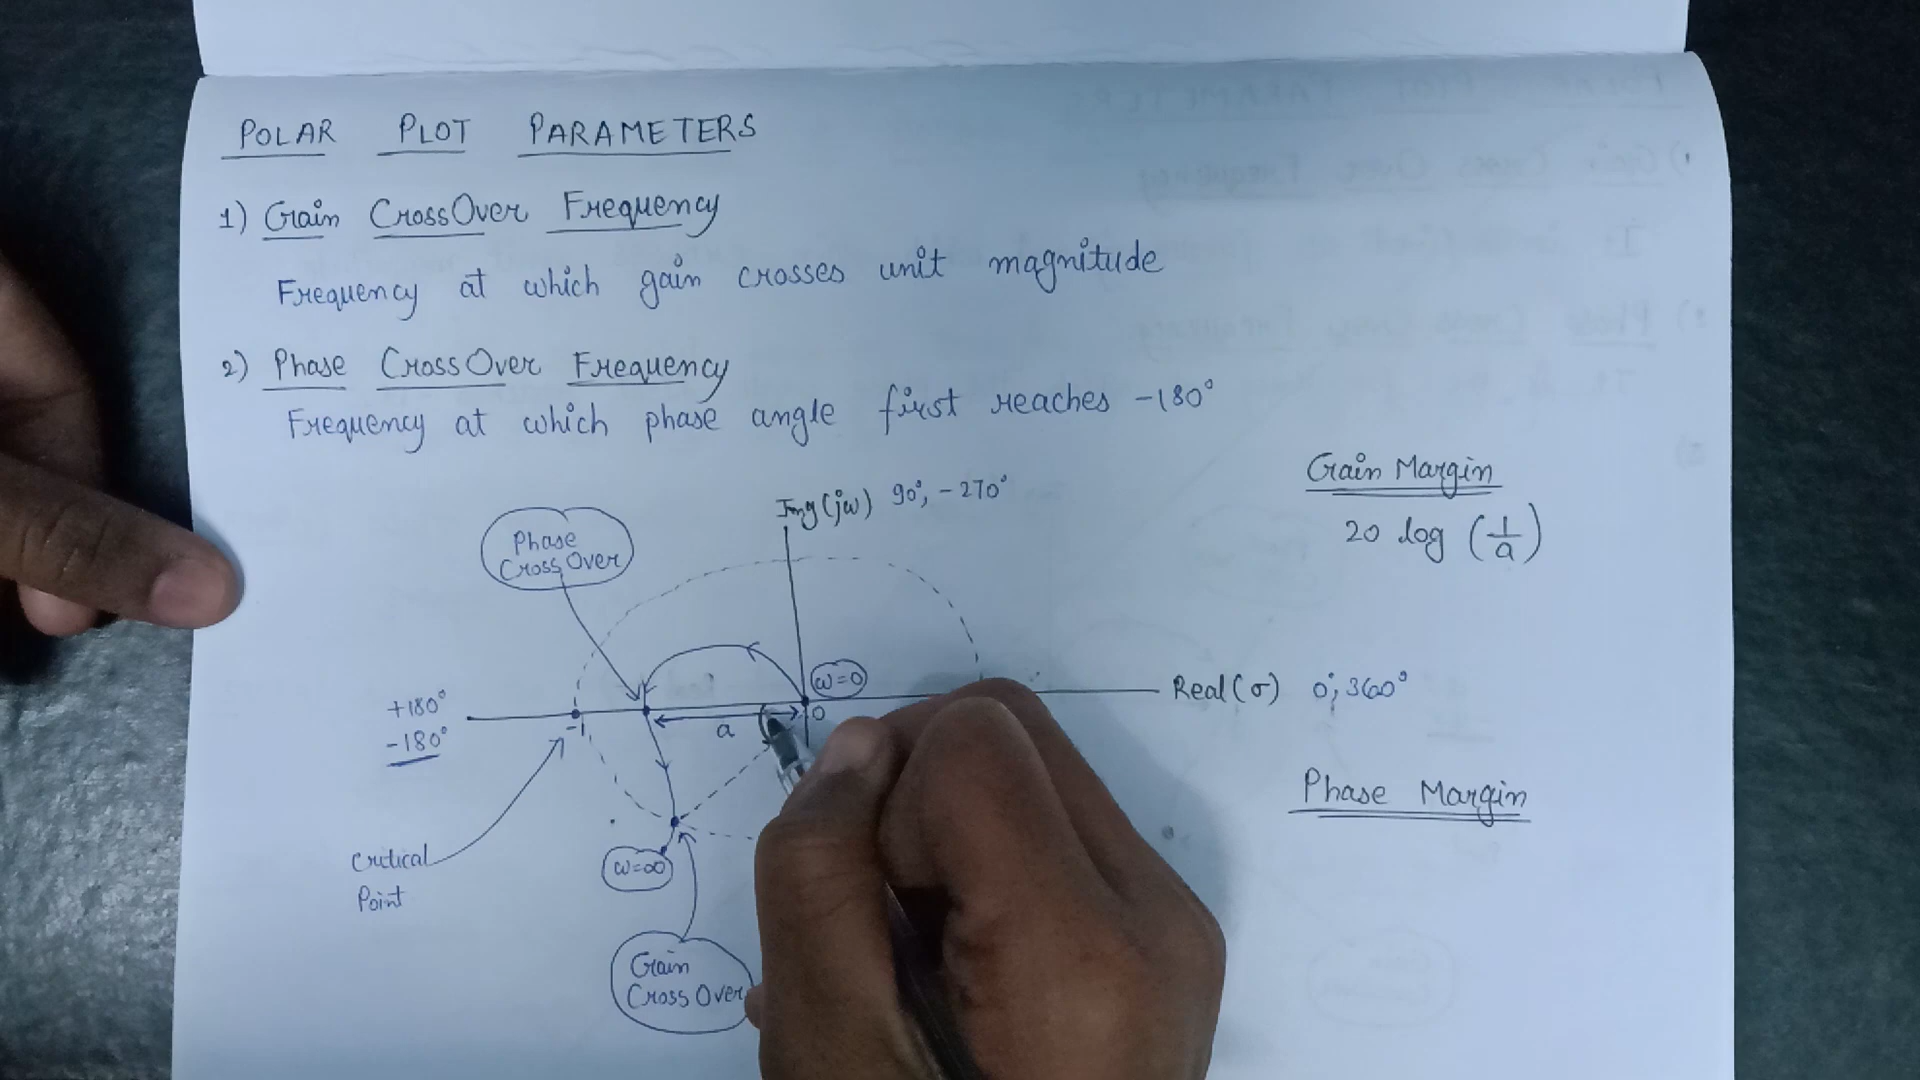 POLAR PLOT PARAMETERS
1) Gain CrossOver Frequency
Frequency at which gain crosses unit magnitude
2) Phase CrossOver Frequency
Frequency at which phase angle first reaches -180°
Gain Margin
20 log (1/a)
Img (jω) 90°, -270°
Phase
Cross Over
ω=0
+180°
-180°
-1
a
0
Real (σ) 0°, 360°
Phase Margin
Critical
Point
ω=∞
Gain
Cross Over